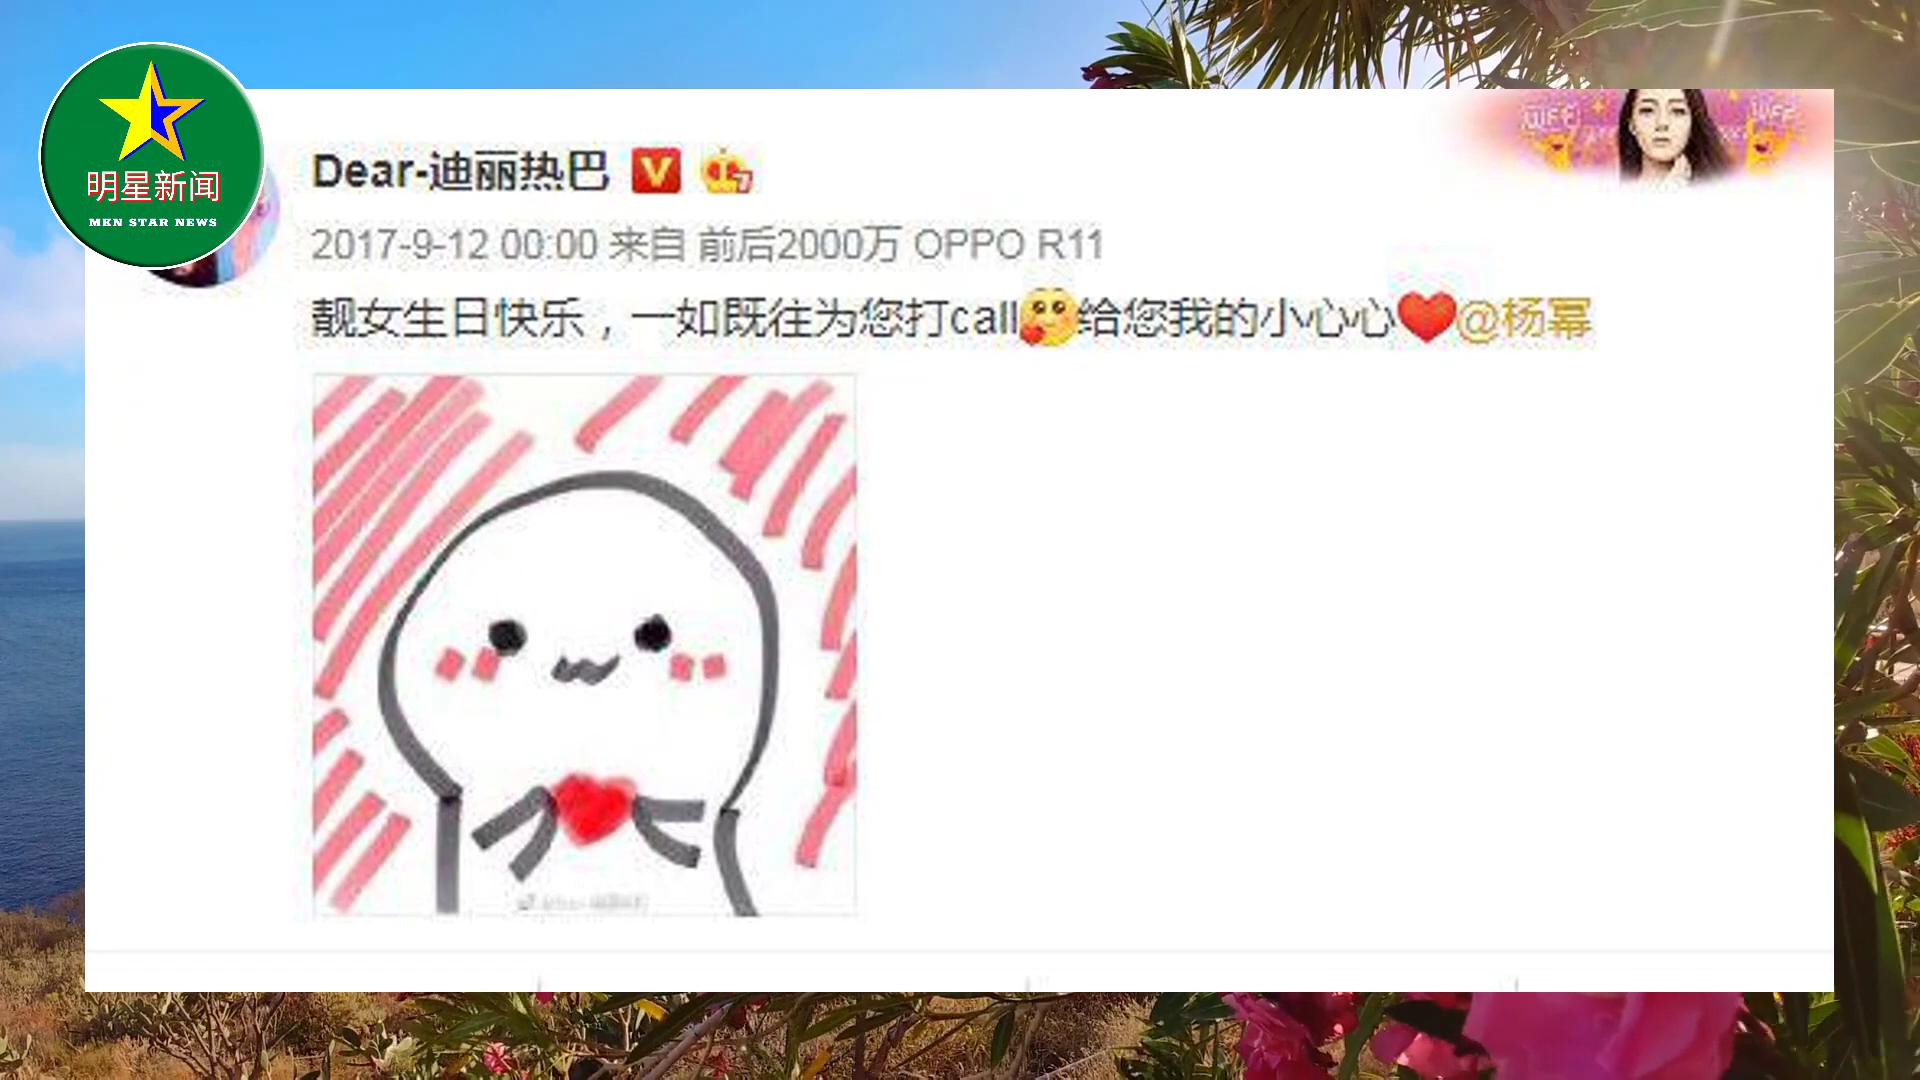 明星新闻
MKN STAR NEWS
Dear-迪丽热巴 V
2017-9-12 00:00 来自 前后2000万 OPPO R11
靓女生日快乐，一如既往为您打call给您我的小心心@杨幂